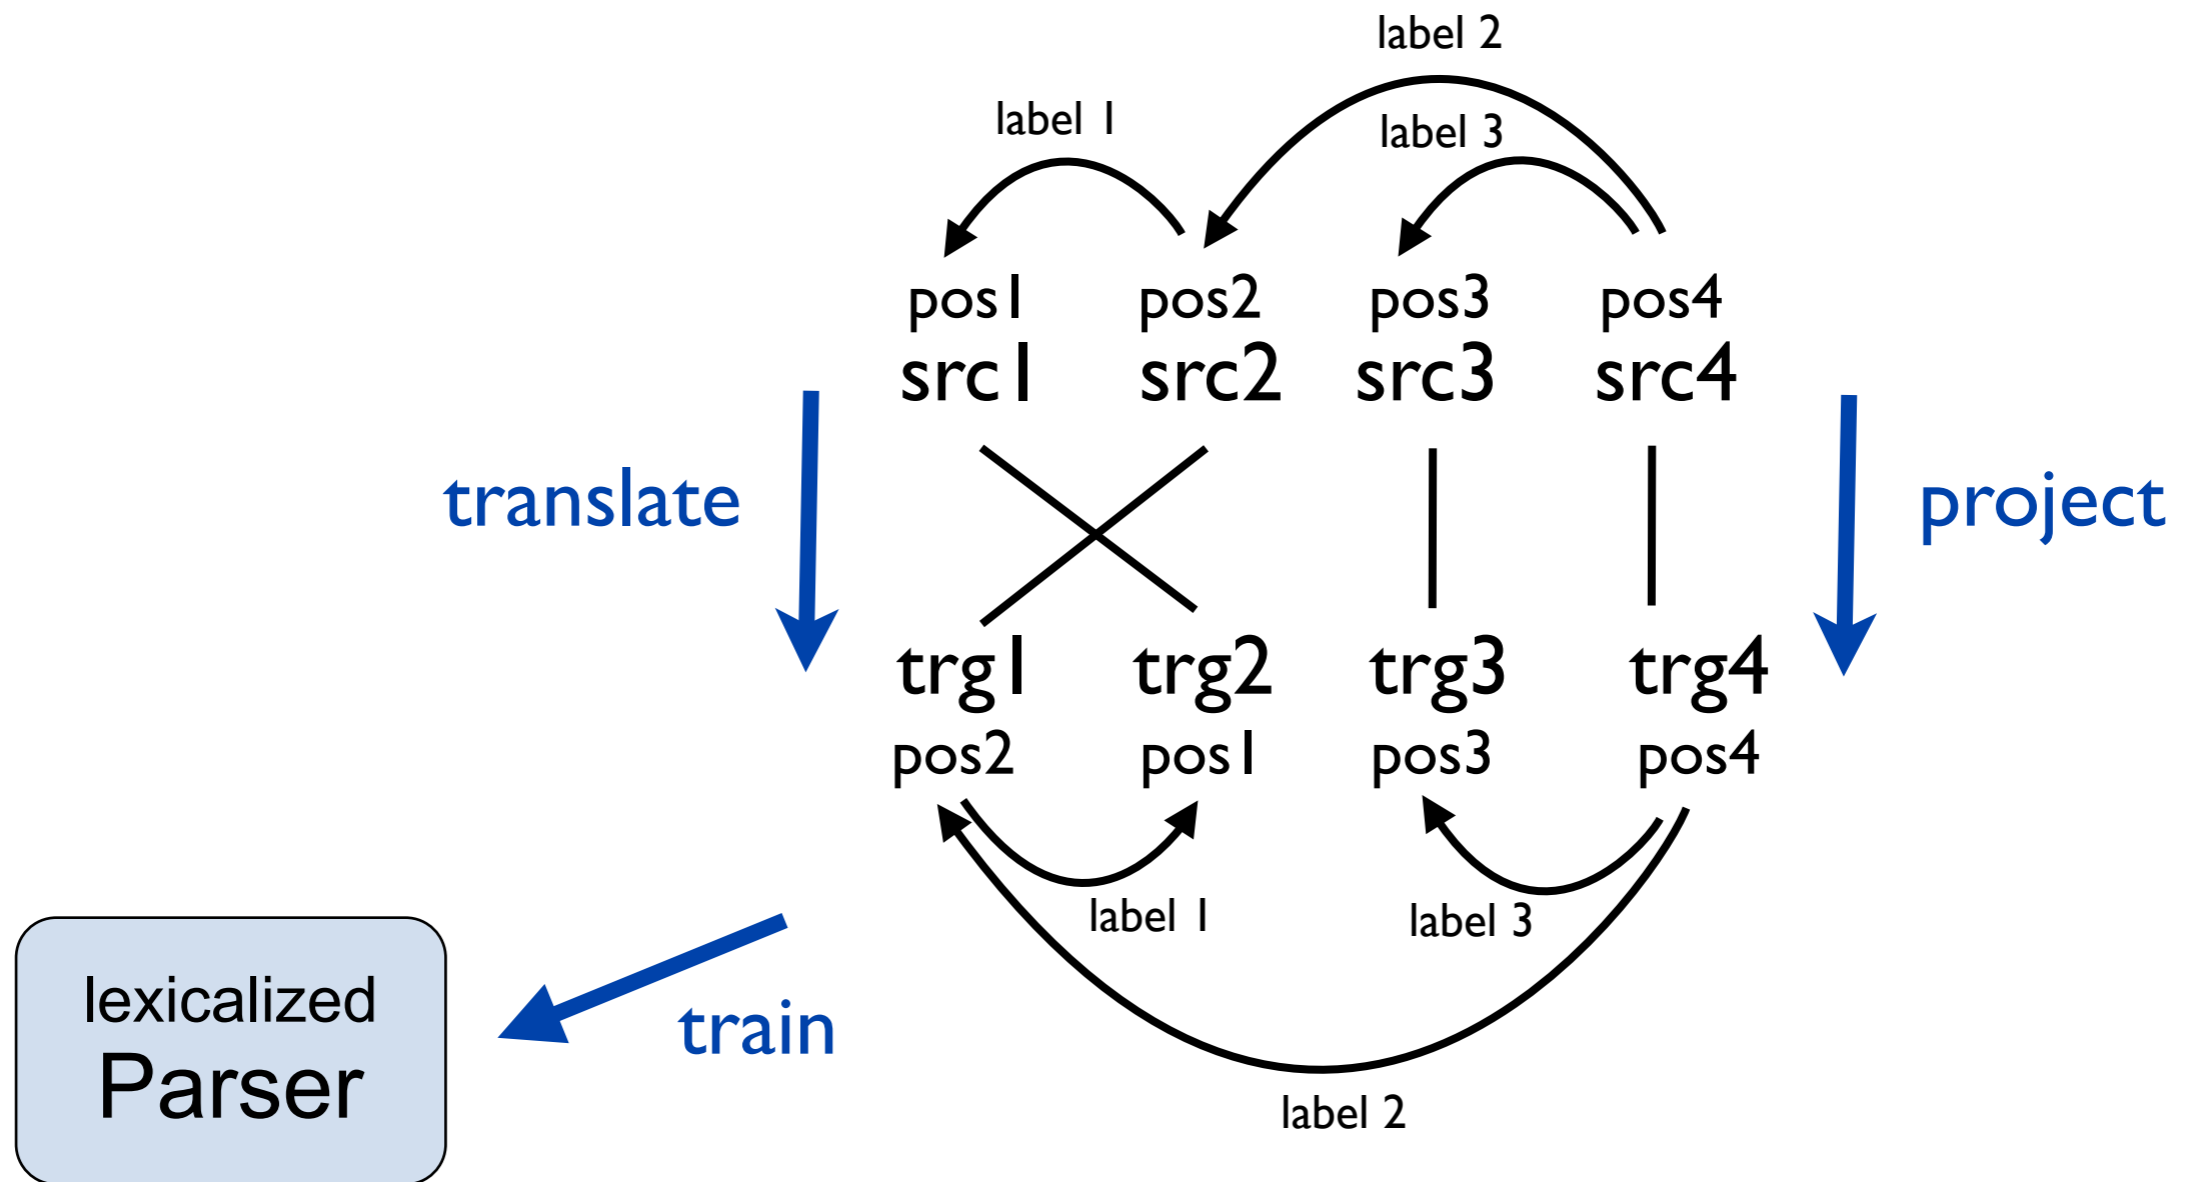 label 2
label 1
label 3
pos1 pos2 pos3 pos4
src1 src2 src3 src4
translate
project
trg1 trg2 trg3 trg4
pos2 pos1 pos3 pos4
label 1
label 3
lexicalized
Parser
train
label 2